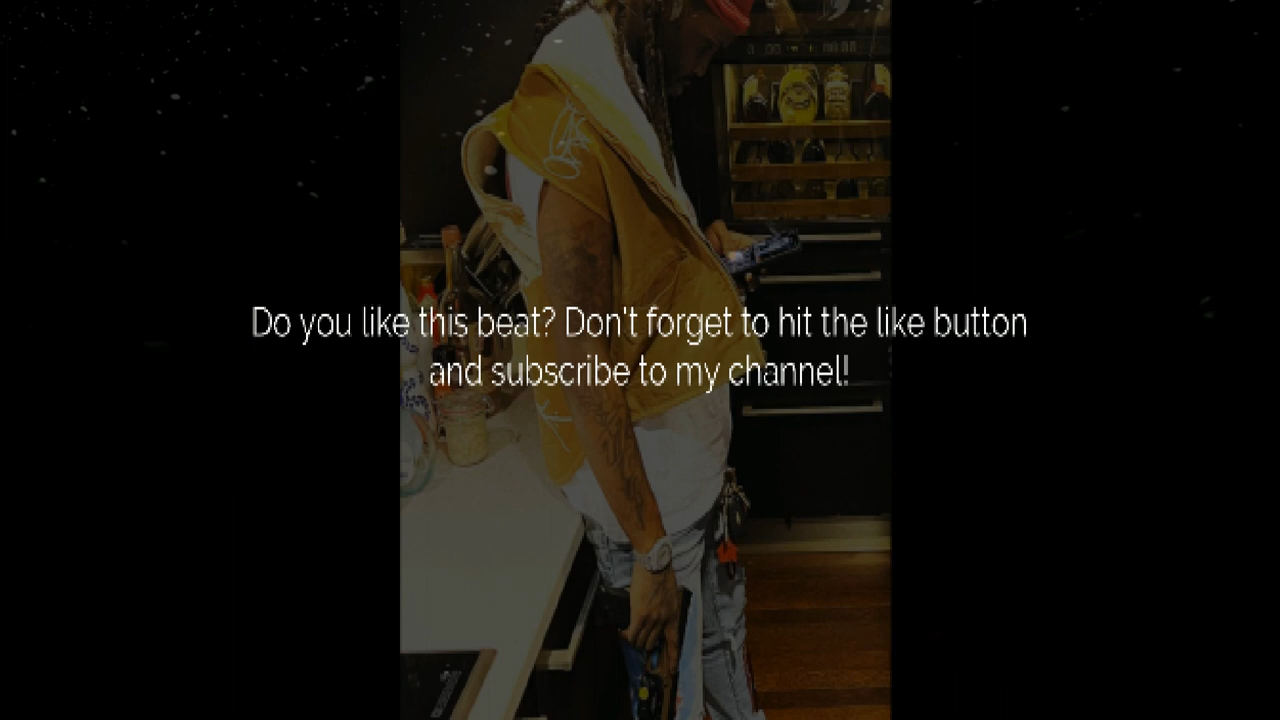 Do you like this beat? Don't forget to hit the like button
and subscribe to my channel!